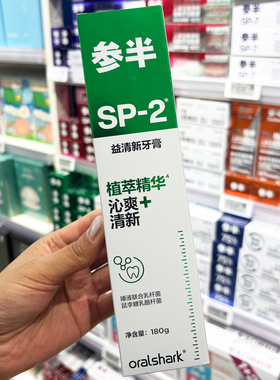 参半
SP-2
益清新牙膏
植萃精华
沁爽+
清新
唾液联合乳杆菌
鼠李糖乳酪杆菌
净含量：180g
oralshark®